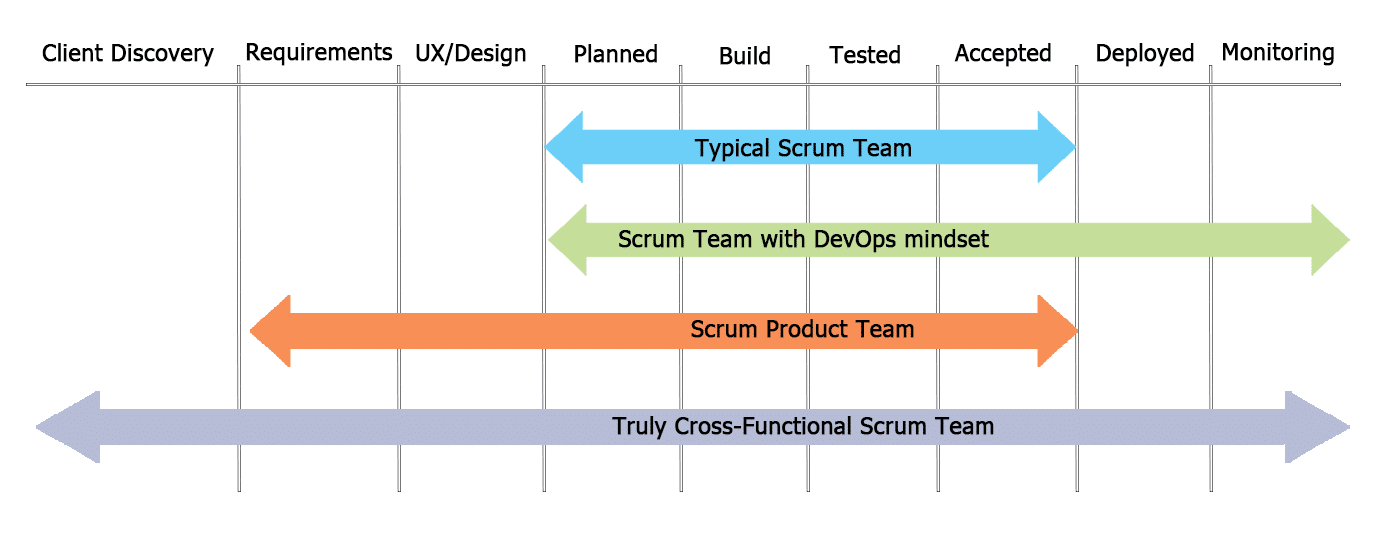 Client Discovery Requirements UX/Design Planned Build Tested Accepted Deployed Monitoring
Typical Scrum Team
Scrum Team with DevOps mindset
Scrum Product Team
Truly Cross-Functional Scrum Team